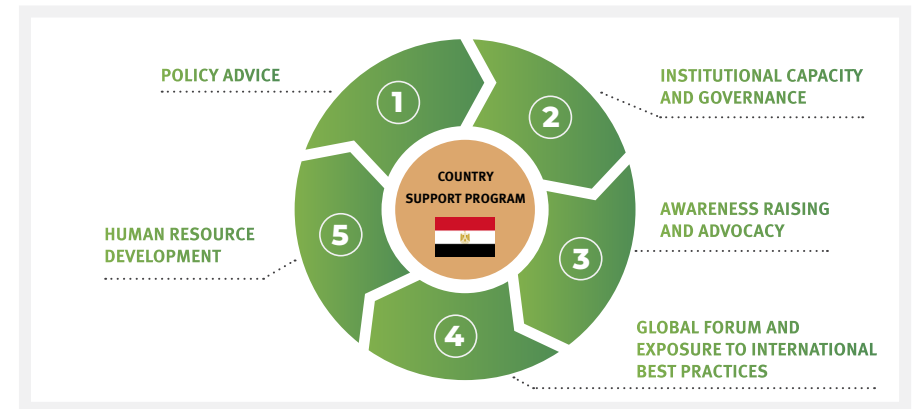 POLICY ADVICE
1
INSTITUTIONAL CAPACITY
AND GOVERNANCE
2
COUNTRY
SUPPORT PROGRAM
AWARENESS RAISING
AND ADVOCACY
3
GLOBAL FORUM AND
EXPOSURE TO INTERNATIONAL
BEST PRACTICES
4
HUMAN RESOURCE
DEVELOPMENT
5